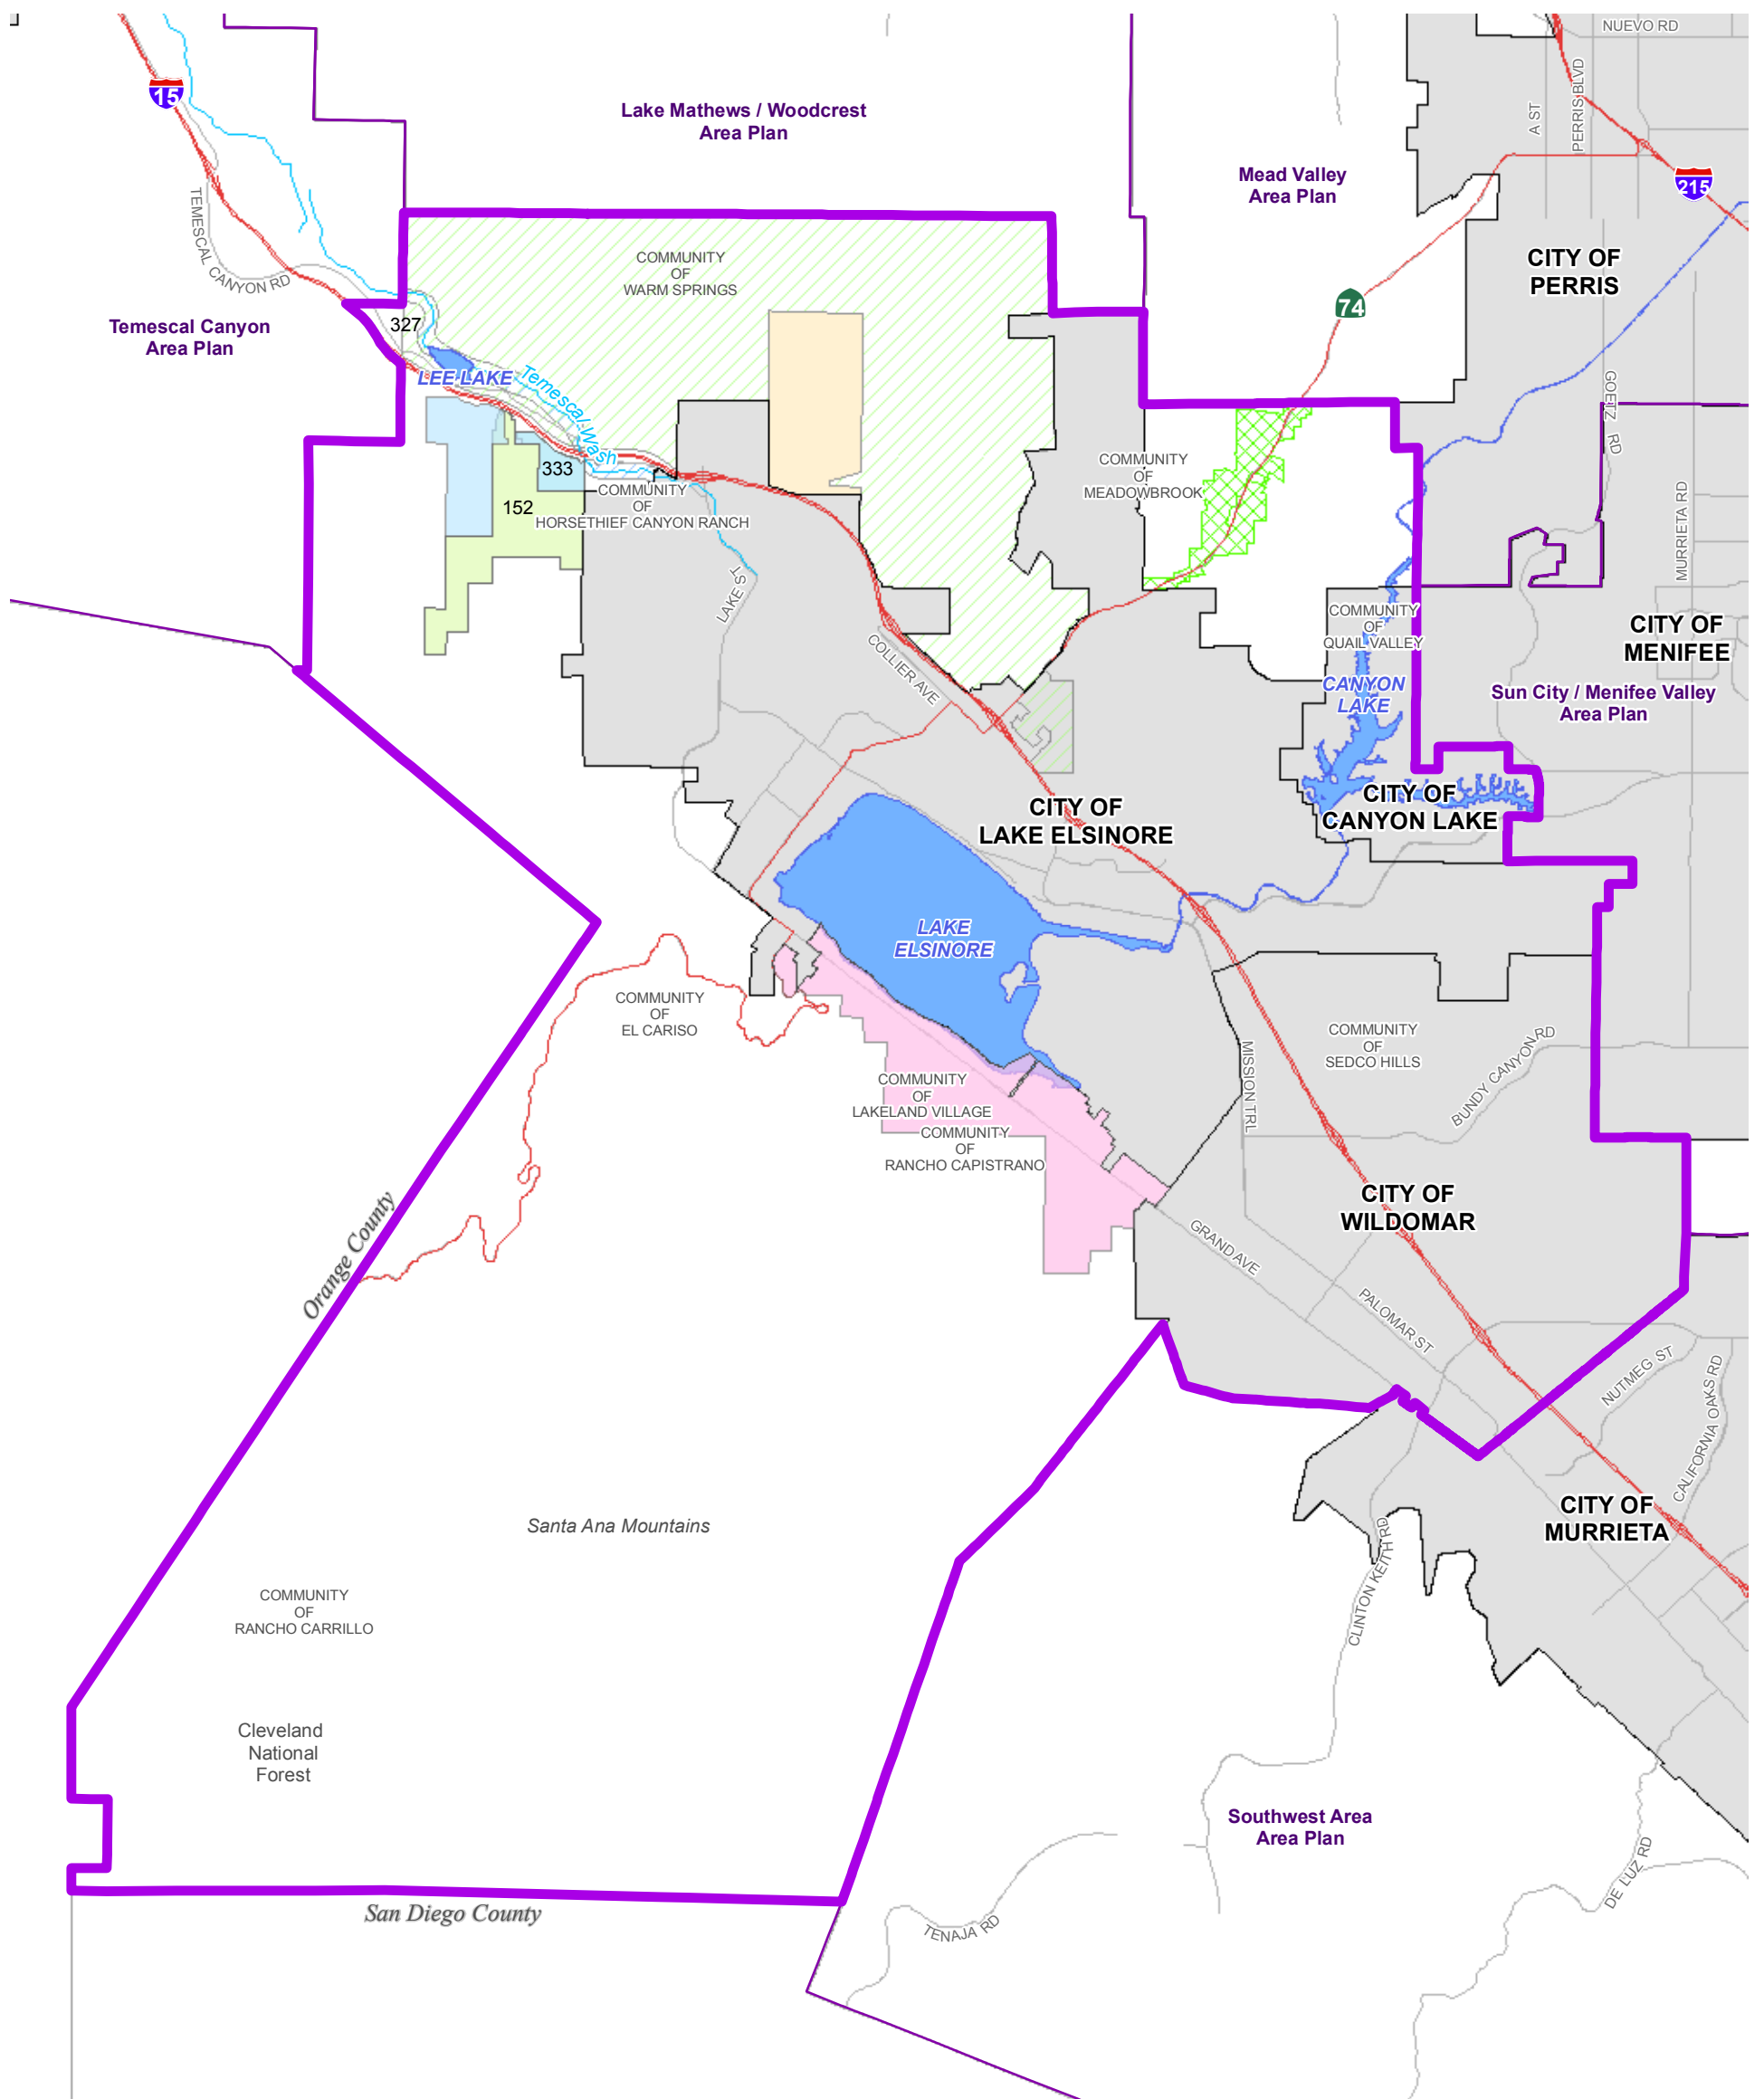 NUEVO RD
15
Lake Mathews / Woodcrest
Area Plan
A ST
PERRIS BLVD
Mead Valley
Area Plan
215
TEMESCAL CANYON RD
COMMUNITY
OF
WARM SPRINGS
CITY OF
PERRIS
74
Temescal Canyon
Area Plan
327
LEE LAKE
Temescal Wash
GOETZ RD
333
COMMUNITY
OF
MEADOWBROOK
152
COMMUNITY
OF
HORSETHIEF CANYON RANCH
MURRIETA RD
LAKE ST
COMMUNITY
OF
QUAIL VALLEY
CITY OF
MENIFEE
COLLIER AVE
CANYON
LAKE
Sun City / Menifee Valley
Area Plan
CITY OF
LAKE ELSINORE
CITY OF
CANYON LAKE
LAKE
ELSINORE
COMMUNITY
OF
EL CARISO
COMMUNITY
OF
SEDCO HILLS
MISSION TRL
BUNDY CANYON RD
COMMUNITY
OF
LAKELAND VILLAGE
COMMUNITY
OF
RANCHO CAPISTRANO
CITY OF
WILDOMAR
Orange County
GRAND AVE
PALOMAR ST
NUTMEG ST
CALIFORNIA OAKS RD
Santa Ana Mountains
CITY OF
MURRIETA
CLINTON KEITH RD
COMMUNITY
OF
RANCHO CARRILLO
Cleveland
National
Forest
Southwest Area
Area Plan
DE LUZ RD
San Diego County
TENAJA RD